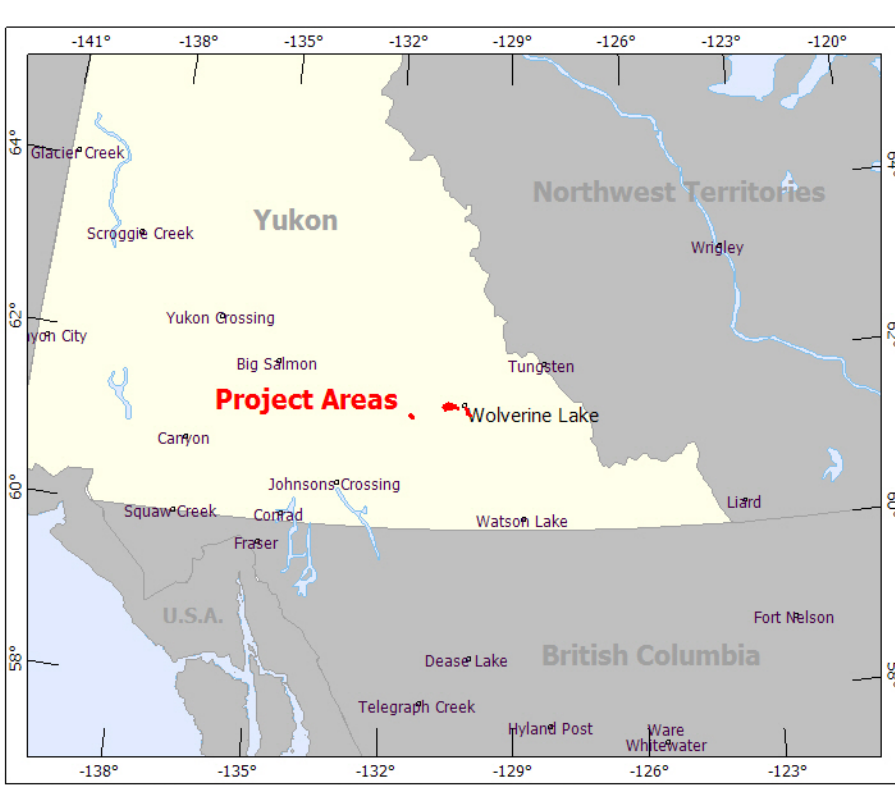 -141° -138° -135° -132° -129° -126° -123° -120°
64°
Glacier Creek
Northwest Territories
Yukon
Scroggie Creek
Wrigley
62°
Yukon Crossing
yon City
Big Salmon
Tungsten
Project Areas
Wolverine Lake
Canyon
60°
Johnsons Crossing
Squaw Creek
Conrad
Liard
Watson Lake
Fraser
U.S.A.
Fort Nelson
58°
Dease Lake
British Columbia
Telegraph Creek
Hyland Post
Ware
Whitewater
-138° -135° -132° -129° -126° -123°